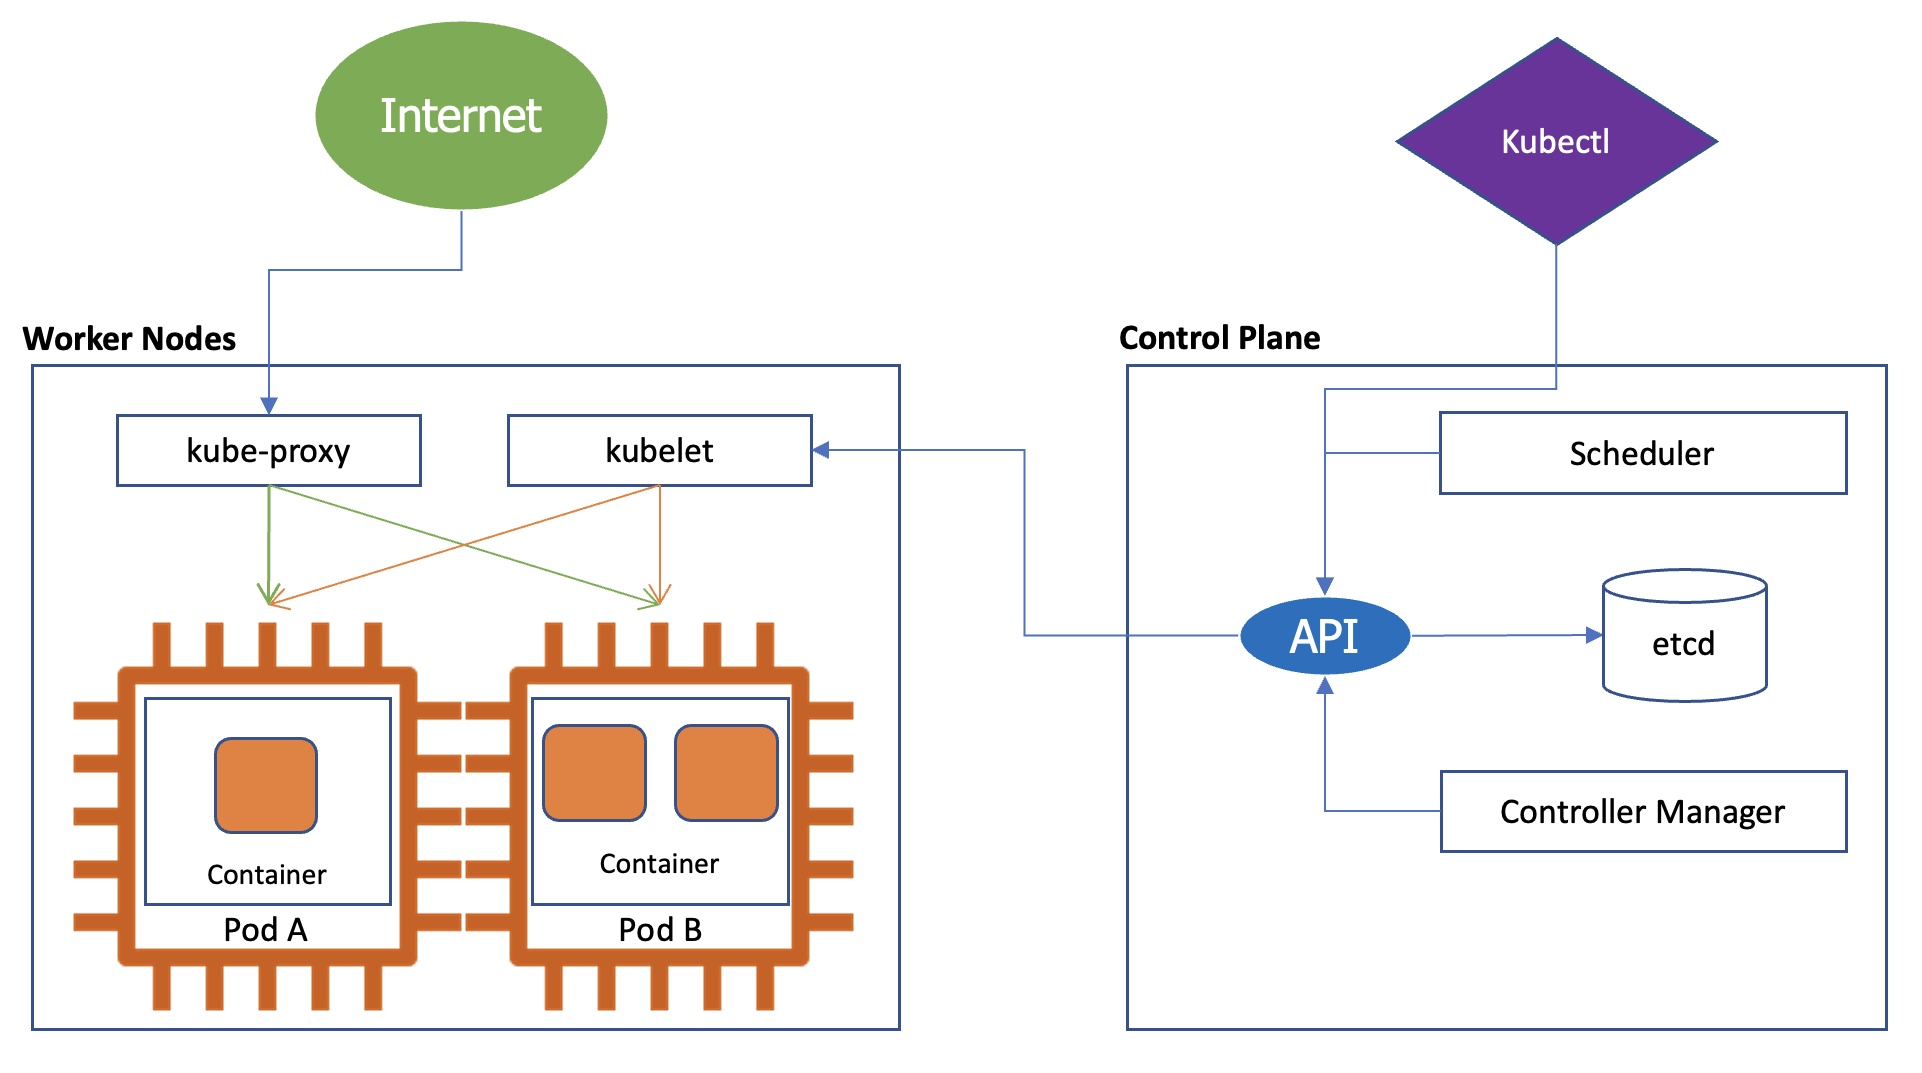 Internet
Kubectl
Worker Nodes
Control Plane
kube-proxy
kubelet
Scheduler
API
etcd
Controller Manager
Container
Container
Pod A
Pod B